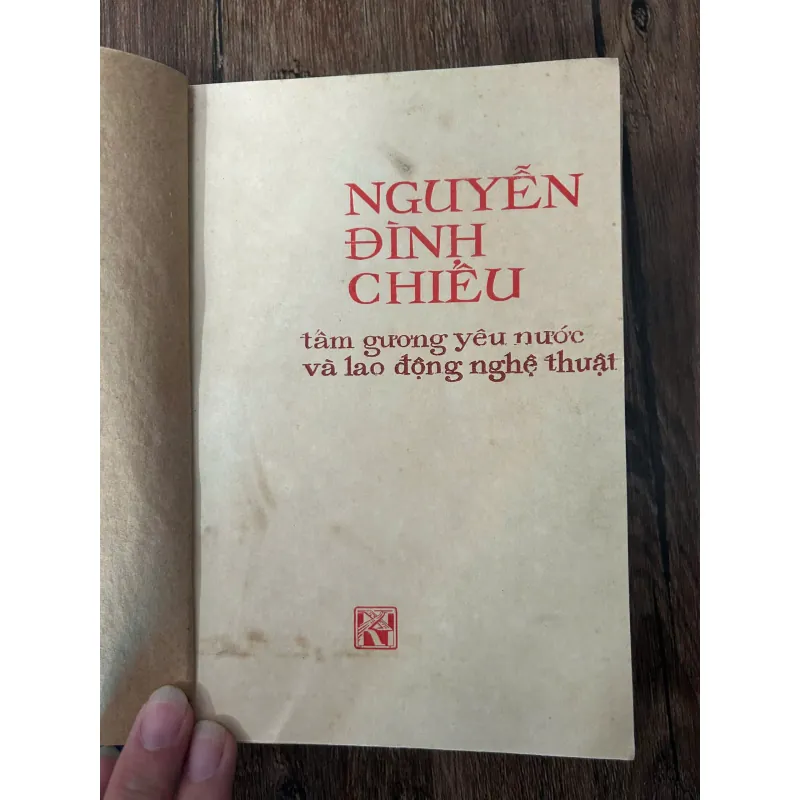 NGUYỄN
ĐÌNH
CHIỂU
tấm gương yêu nước
và lao động nghệ thuật